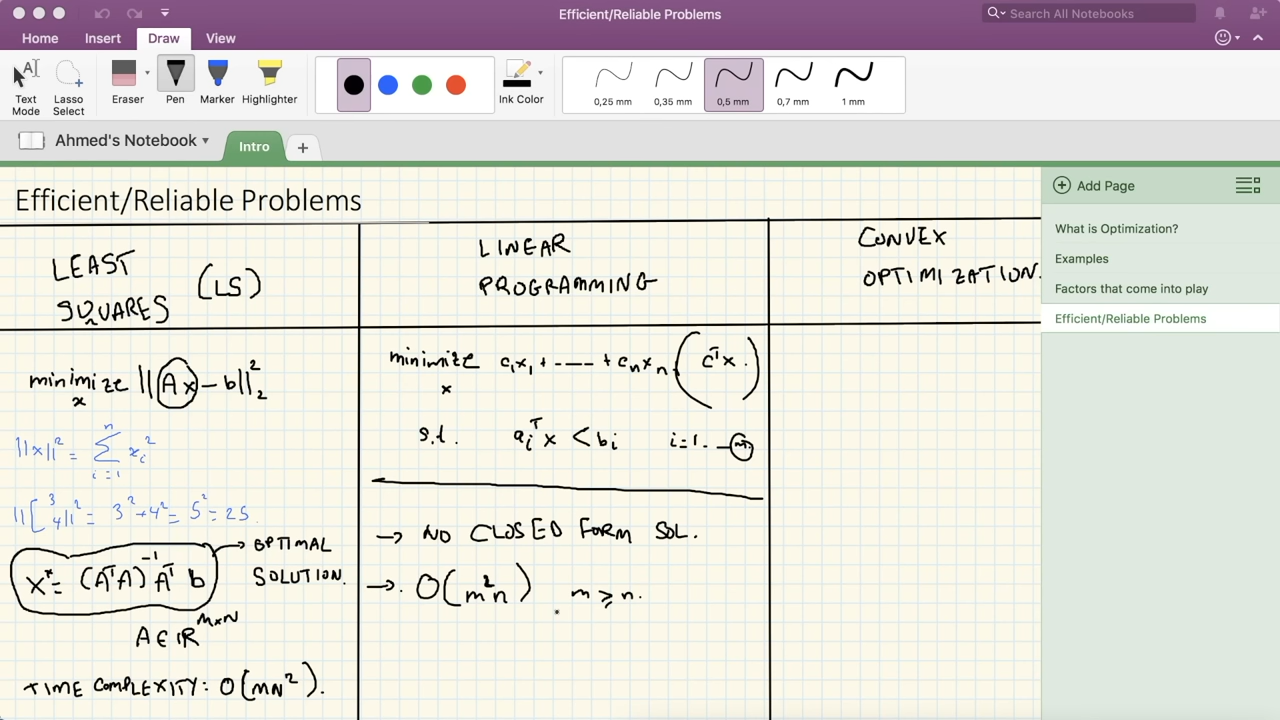 Efficient/Reliable Problems
Search All Notebooks
Home Insert Draw View
Text Mode
Lasso Select
Eraser
Pen
Marker
Highlighter
Ink Color
0,25 mm
0,35 mm
0,5 mm
0,7 mm
1 mm
Ahmed's Notebook
Intro
Efficient/Reliable Problems
LEAST SQUARES (LS)
minimize ||Ax - b||₂²
x
||x||² = Σ xᵢ²
n
i=1
||[3 4]||² = 3² + 4² = 5² = 25
x* = (AᵀA)⁻¹Aᵀb → OPTIMAL SOLUTION.
A ∈ ℝᴹˣᴺ
TIME COMPLEXITY: O(MN²).
LINEAR
PROGRAMMING
minimize c₁x₁ + ---- + cₙxₙ (cᵀx.)
x
s.t. aᵢᵀx < bᵢ i=1. - m.
→ NO CLOSED FORM SOL.
→. O(m²n) m ≥ n.
CONVEX
OPTIMIZATION.
Add Page
What is Optimization?
Examples
Factors that come into play
Efficient/Reliable Problems